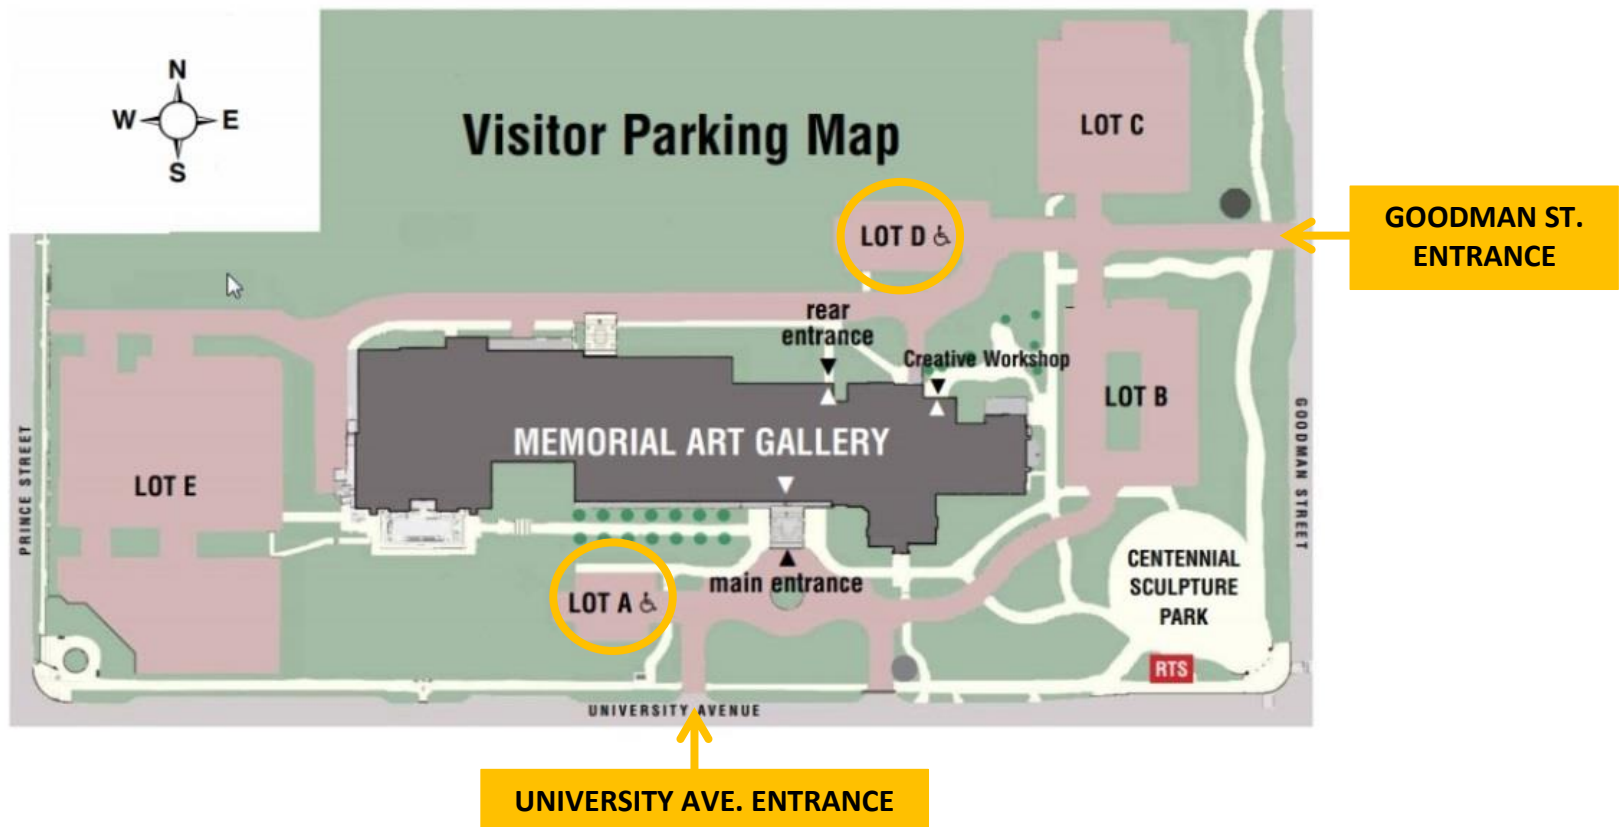 N
W E
S
Visitor Parking Map
LOT C
LOT D
GOODMAN ST.
ENTRANCE
rear
entrance
Creative Workshop
LOT B
MEMORIAL ART GALLERY
LOT E
PRINCE STREET
GOODMAN STREET
CENTENNIAL
SCULPTURE
PARK
main entrance
LOT A
RTS
UNIVERSITY AVENUE
UNIVERSITY AVE. ENTRANCE